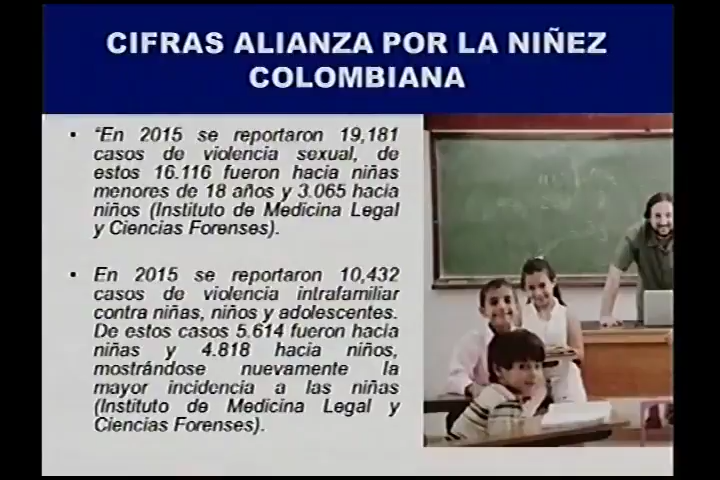 CIFRAS ALIANZA POR LA NIÑEZ
COLOMBIANA
• “En 2015 se reportaron 19,181
casos de violencia sexual, de
estos 16.116 fueron hacia niñas
menores de 18 años y 3.065 hacia
niños (Instituto de Medicina Legal
y Ciencias Forenses).
• En 2015 se reportaron 10,432
casos de violencia intrafamiliar
contra niñas, niños y adolescentes.
De estos casos 5.614 fueron hacia
niñas y 4.818 hacia niños,
mostrándose nuevamente la
mayor incidencia a las niñas
(Instituto de Medicina Legal y
Ciencias Forenses).